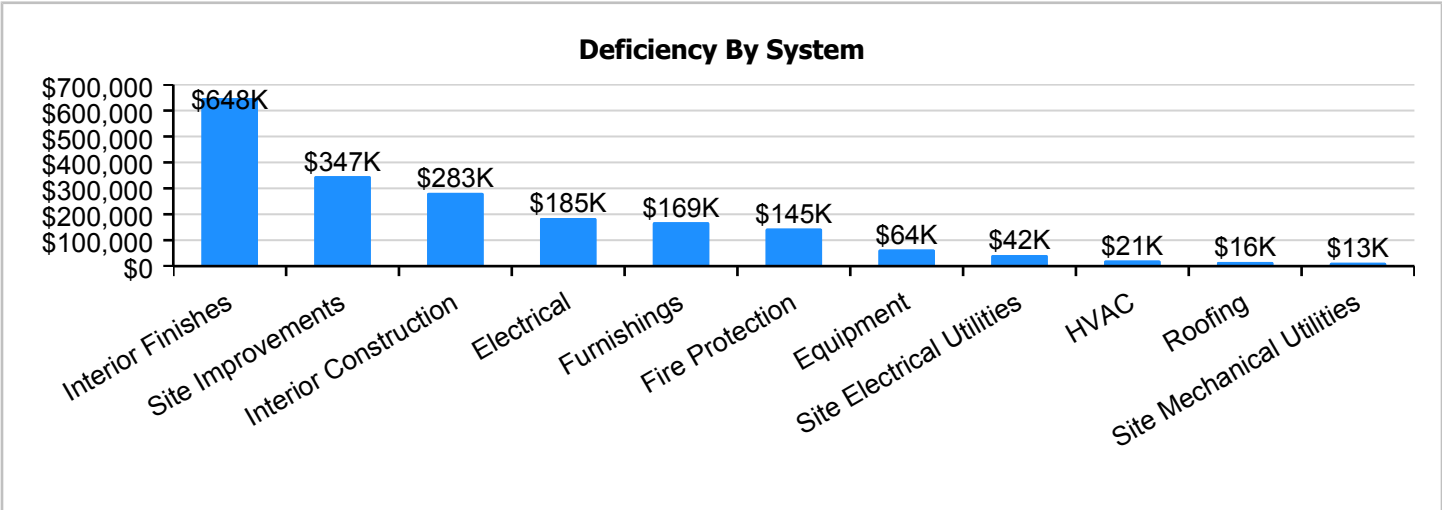 Deficiency By System
$700,000
$600,000
$500,000
$400,000
$300,000
$200,000
$100,000
$0
$648K
$347K
$283K
$185K
$169K
$145K
$64K
$42K
$21K
$16K
$13K
Interior Finishes
Site Improvements
Interior Construction
Electrical
Furnishings
Fire Protection
Equipment
Site Electrical Utilities
HVAC
Roofing
Site Mechanical Utilities